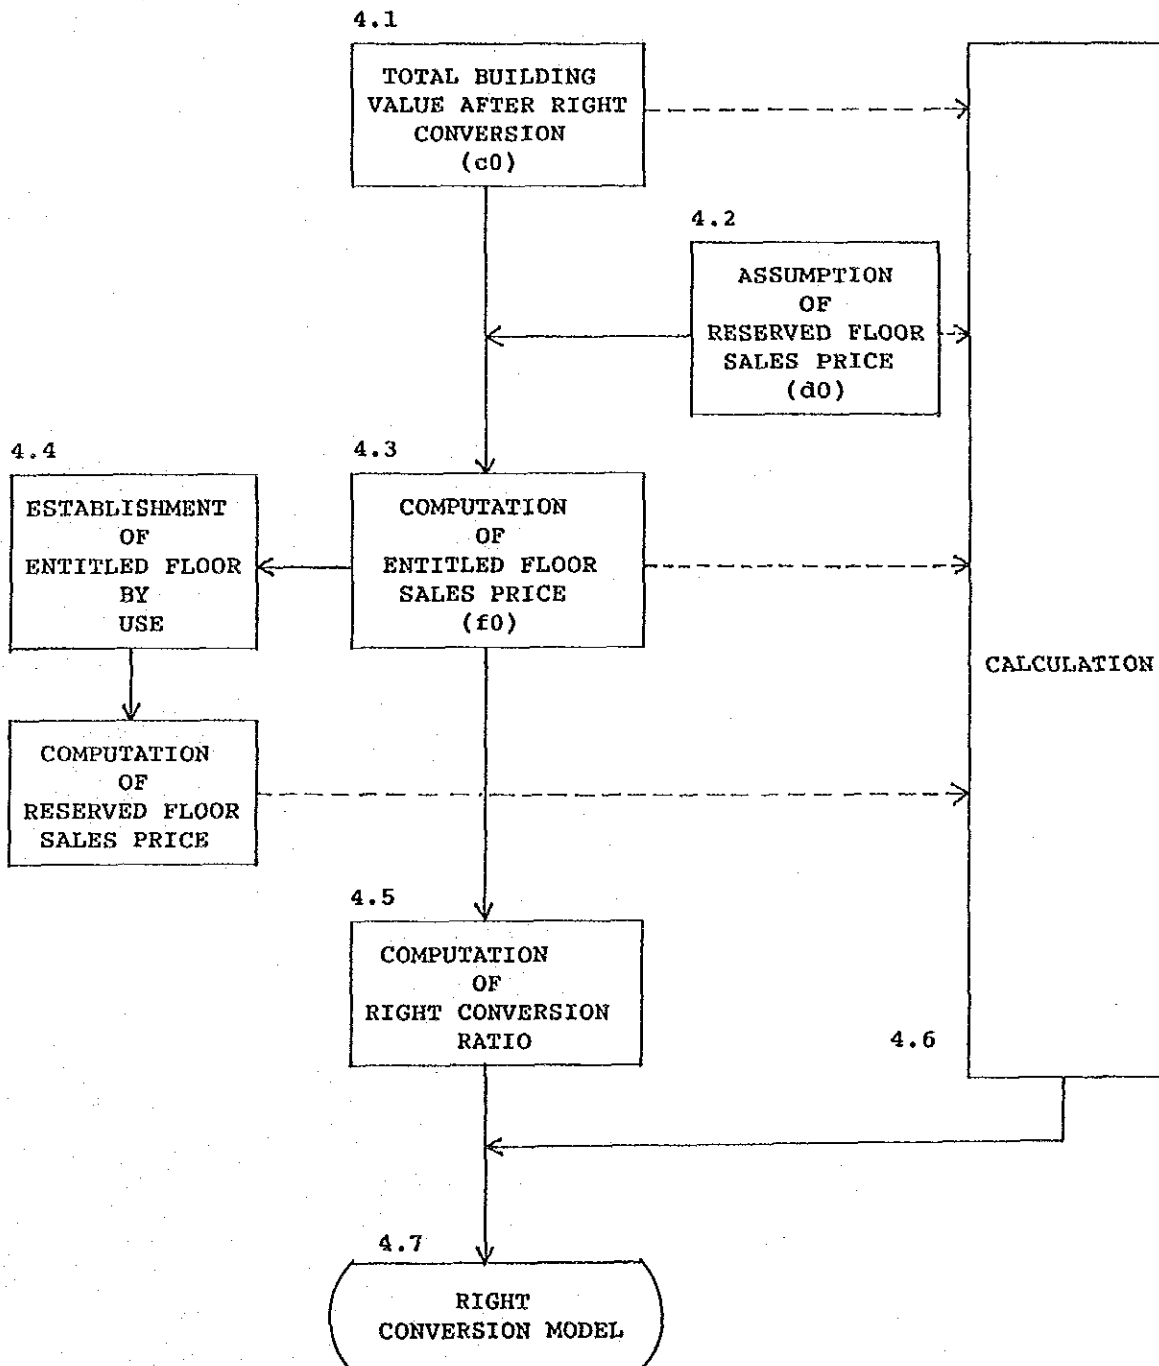 4.1
TOTAL BUILDING
VALUE AFTER RIGHT
CONVERSION
(c0)
4.2
ASSUMPTION
OF
RESERVED FLOOR
SALES PRICE
(d0)
4.4
ESTABLISHMENT
OF
ENTITLED FLOOR
BY
USE
4.3
COMPUTATION
OF
ENTITLED FLOOR
SALES PRICE
(f0)
CALCULATION
COMPUTATION
OF
RESERVED FLOOR
SALES PRICE
4.5
COMPUTATION
OF
RIGHT CONVERSION
RATIO
4.6
4.7
RIGHT
CONVERSION MODEL